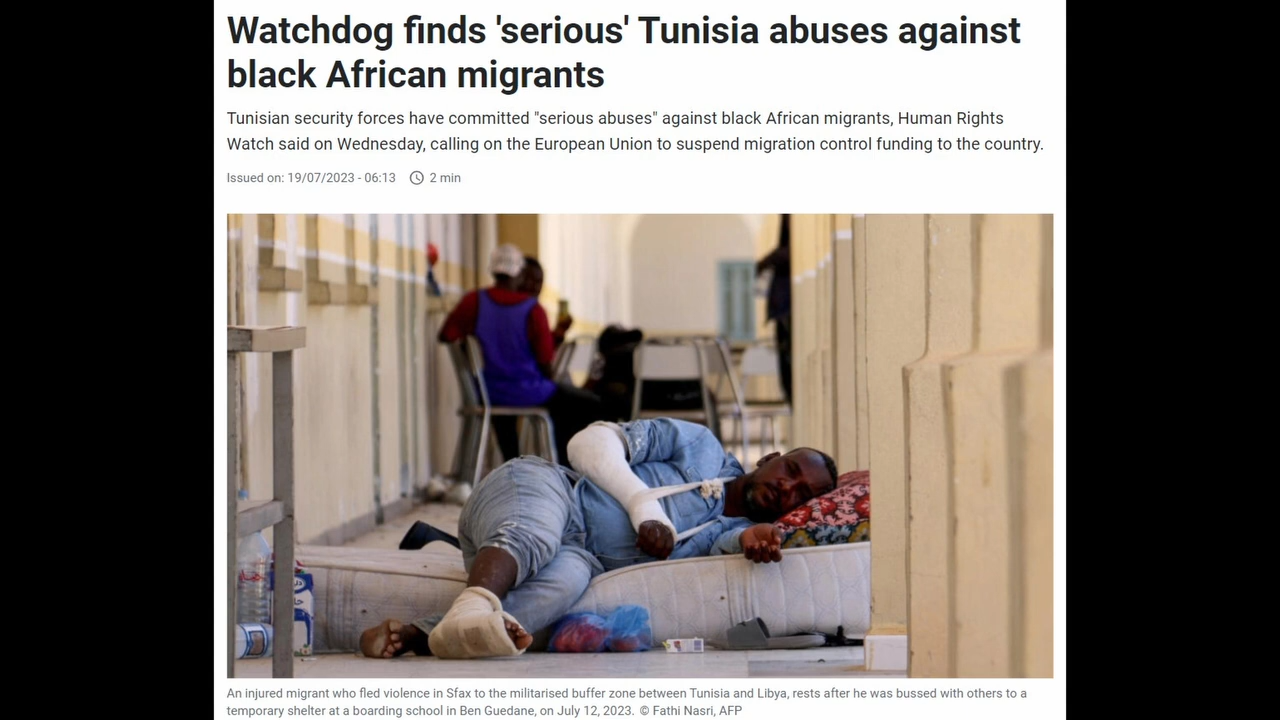 Watchdog finds 'serious' Tunisia abuses against
black African migrants
Tunisian security forces have committed "serious abuses" against black African migrants, Human Rights
Watch said on Wednesday, calling on the European Union to suspend migration control funding to the country.
Issued on: 19/07/2023 - 06:13 2 min
An injured migrant who fled violence in Sfax to the militarised buffer zone between Tunisia and Libya, rests after he was bussed with others to a
temporary shelter at a boarding school in Ben Guedane, on July 12, 2023. © Fathi Nasri, AFP